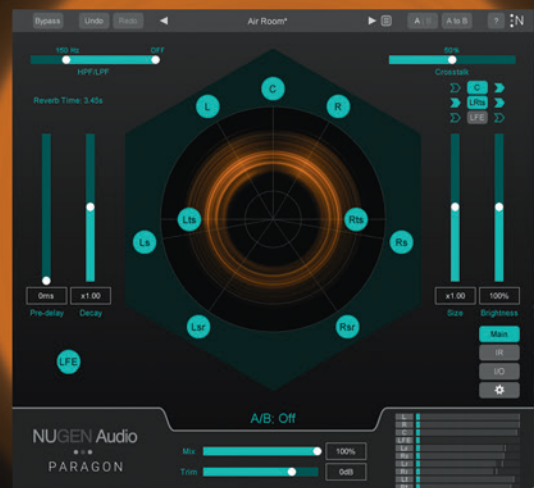 Bypass Undo Redo Air Room* A | B A to B ? :N
150 Hz OFF
HPF/LPF
50%
Crosstalk
Reverb Time: 3.45s
C
LRts
LFE
C
L R
Lts Rts
Ls Rs
Lsr Rsr
LFE
0ms x1.00
Pre-delay Decay
x1.00 100%
Size Brightness
Main
IR
I/O
A/B: Off
NUGEN Audio
PARAGON
Mix 100%
Trim 0dB
L
R
C
LFE